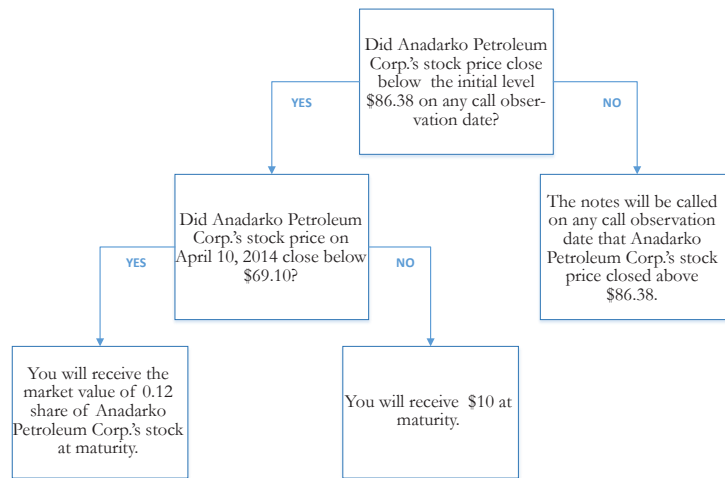 Did Anadarko Petroleum
Corp.'s stock price close
below the initial level
$86.38 on any call obser-
vation date?
YES
NO
Did Anadarko Petroleum
Corp.'s stock price on
April 10, 2014 close below
$69.10?
The notes will be called
on any call observation
date that Anadarko
Petroleum Corp.'s stock
price closed above
$86.38.
YES
NO
You will receive the
market value of 0.12
share of Anadarko
Petroleum Corp.'s stock
at maturity.
You will receive $10 at
maturity.